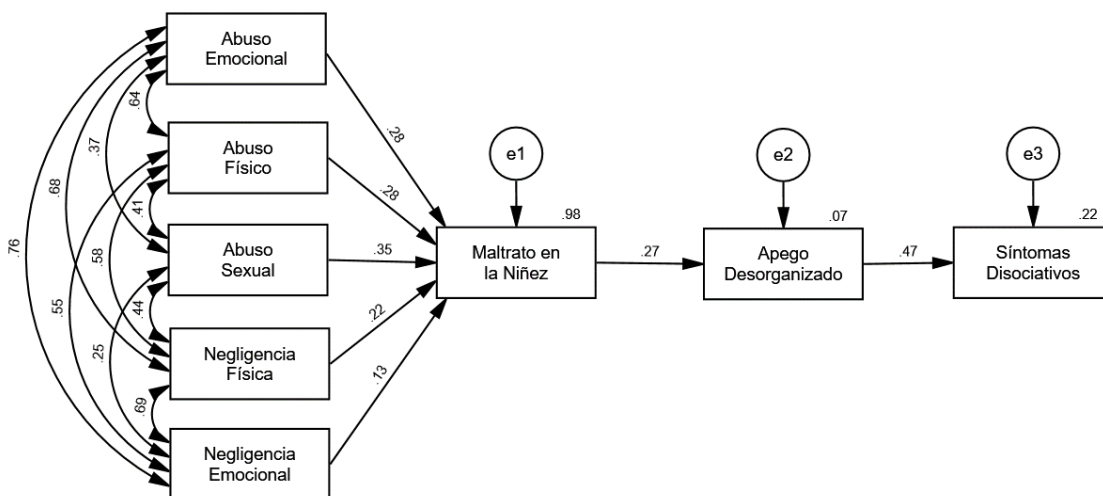 Abuso
Emocional
.64
.37
.28
Abuso
Físico
e1
e2
e3
.68
.41
.28
.98
.07
.22
.76
.58
Abuso
Sexual
.35
Maltrato en
la Niñez
.27
Apego
Desorganizado
.47
Síntomas
Disociativos
.55
.44
.22
.25
Negligencia
Física
.13
.69
Negligencia
Emocional